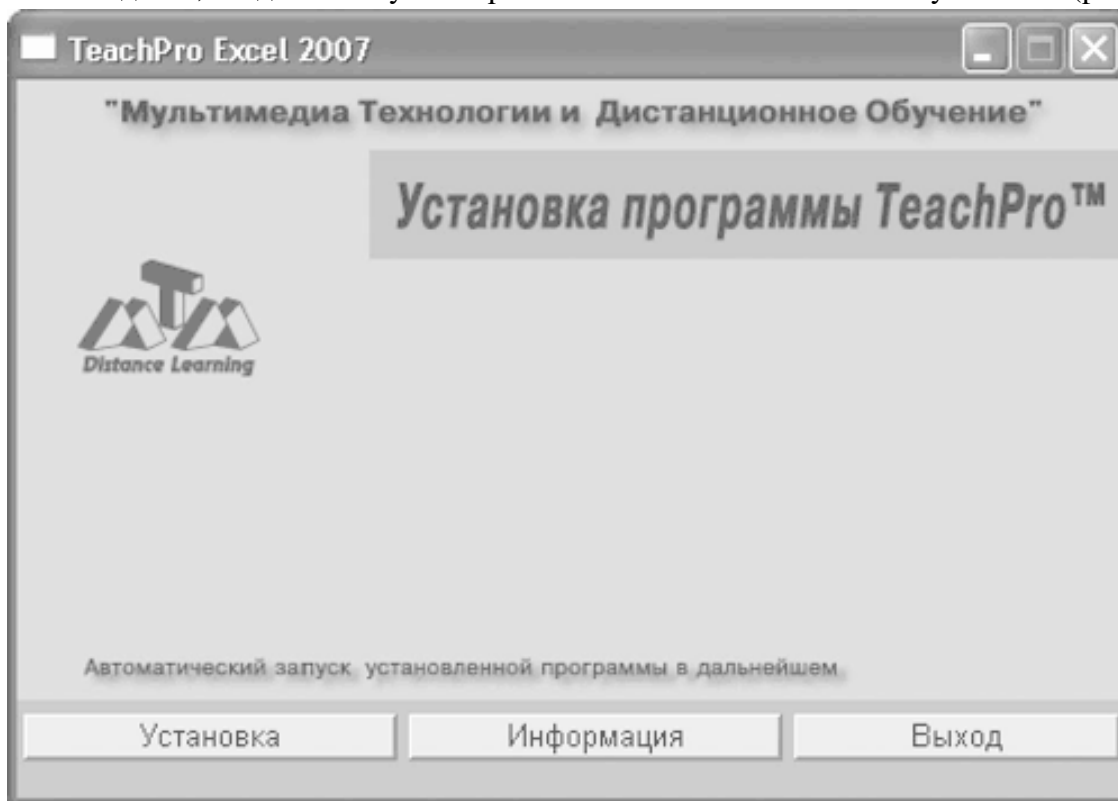 TeachPro Excel 2007
"Мультимедиа Технологии и Дистанционное Обучение"
Установка программы TeachPro™
МТМ
Distance Learning
Автоматический запуск установленной программы в дальнейшем
Установка Информация Выход